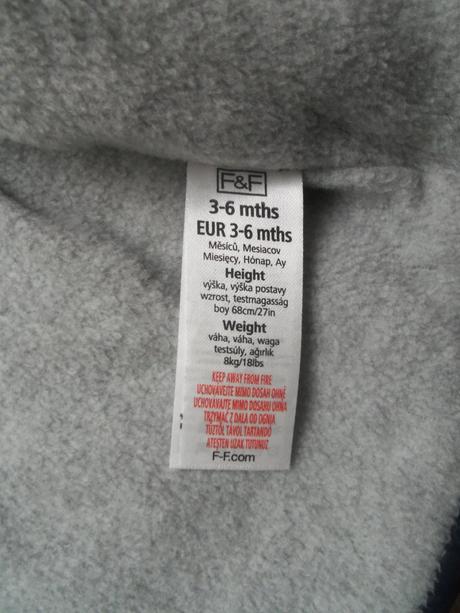 F&F
3-6 mths
EUR 3-6 mths
Měsíců, Mesiacov
Miesięcy, Hónap, Ay
Height
výška, výška postavy
wzrost, testmagasság
boy 68cm/27in
Weight
váha, váha, waga
testsúly, ağırlık
8kg/18lbs
KEEP AWAY FROM FIRE
UCHOVÁVEJTE MIMO DOSAH OHNĚ
UCHOVÁVAJTE MIMO DOSAHU OHŇA
TRZYMAĆ Z DALA OD OGNIA
TŰZTŐL TÁVOL TARTANDÓ
ATEŞTEN UZAK TUTUNUZ
F-F.com